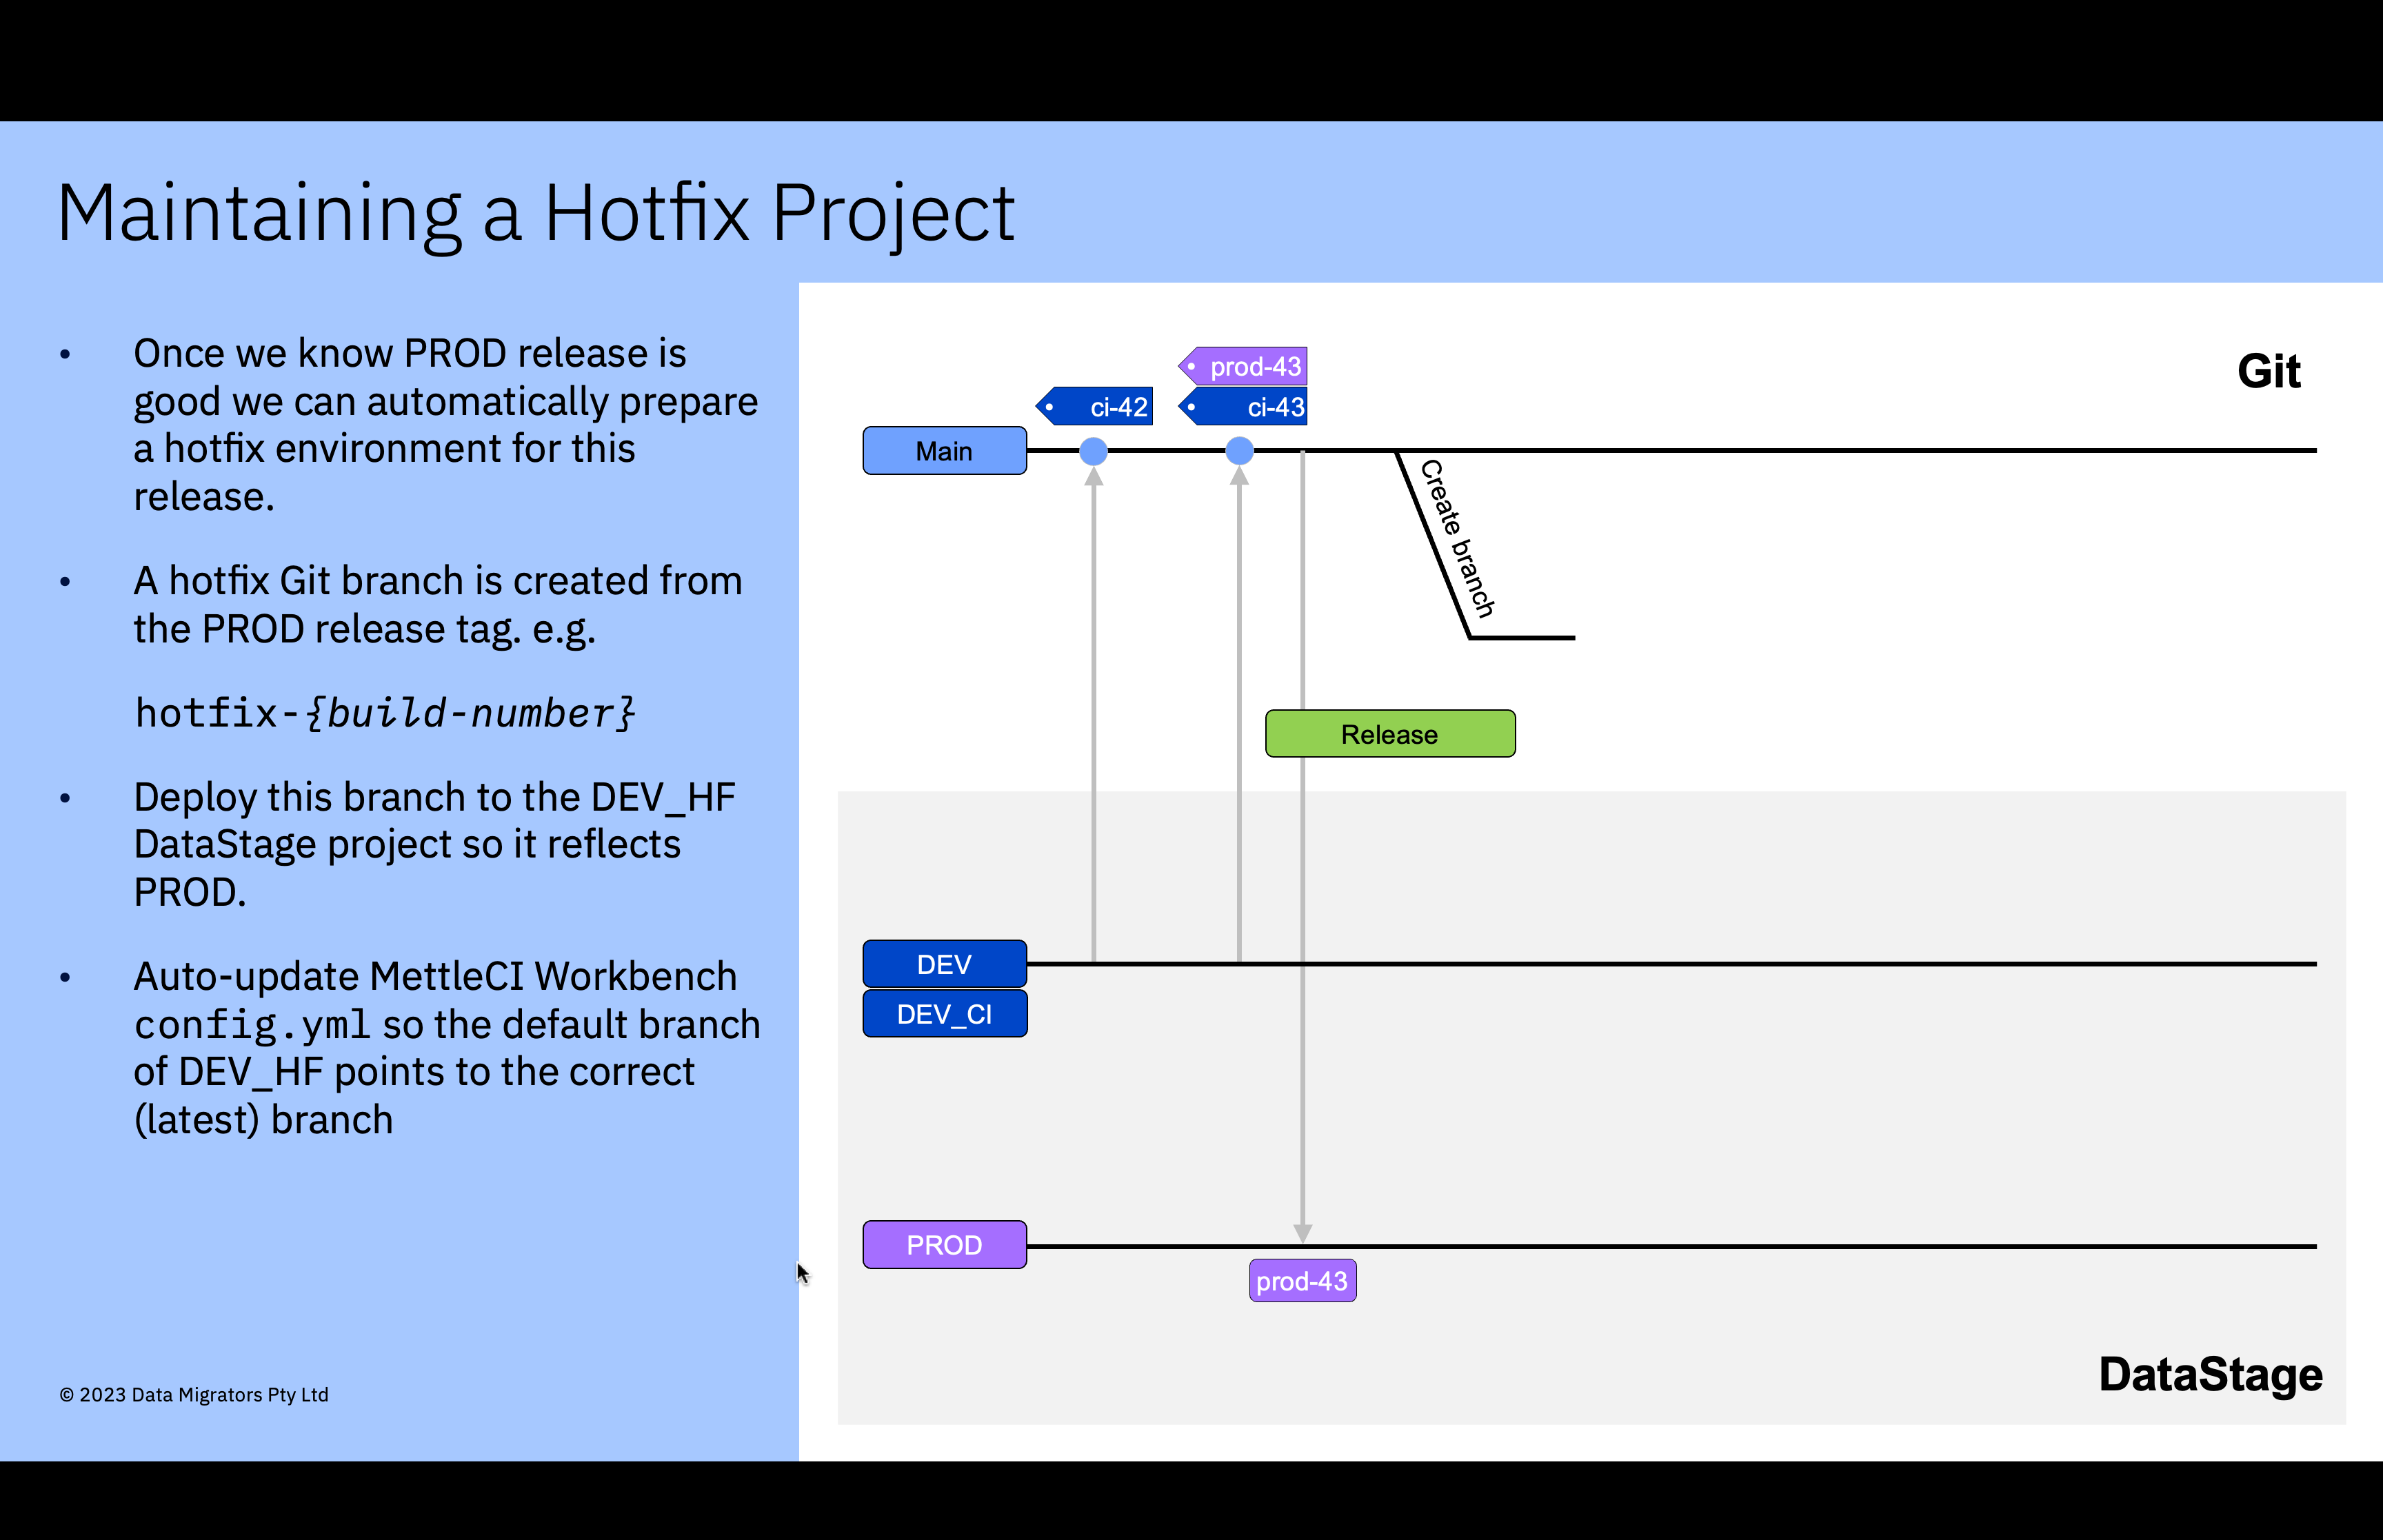 Maintaining a Hotfix Project
• Once we know PROD release is
good we can automatically prepare
a hotfix environment for this
release.
• A hotfix Git branch is created from
the PROD release tag. e.g.
hotfix-{build-number}
• Deploy this branch to the DEV_HF
DataStage project so it reflects
PROD.
• Auto-update MettleCI Workbench
config.yml so the default branch
of DEV_HF points to the correct
(latest) branch
© 2023 Data Migrators Pty Ltd
Git
prod-43
ci-42
ci-43
Main
Create branch
Release
DEV
DEV_CI
PROD
prod-43
DataStage